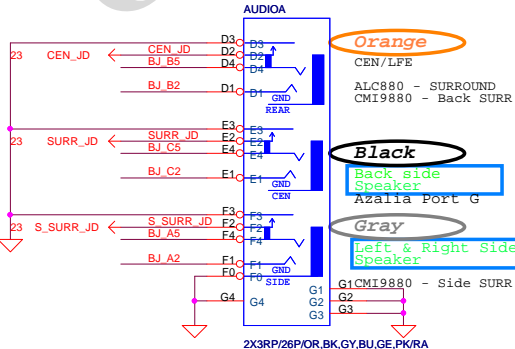 AUDIOA
D3 D3
Orange
23 CEN_JD CEN_JD D2 D2
BJ_B5 D4 D4
CEN/LFE
BJ_B2 D1 D1
GND
ALC880 - SURROUND
CMI9880 - Back SURR
REAR
E3 E3
23 SURR_JD SURR_JD E2 E2
BJ_C5 E4 E4
Black
BJ_C2 E1 E1
GND
CEN
Back side
Speaker
Azalia Port G
F3 F3
23 S_SURR_JD S_SURR_JD F2 F2
BJ_A5 F4 F4
Gray
Left & Right Side
Speaker
BJ_A2 F1 F1
GND
F0 F0
SIDE
G1 G1 CMI9880 - Side SURR
G4 G4 G2 G2
G3 G3
2X3RP/26P/OR,BK,GY,BU,GE,PK/RA